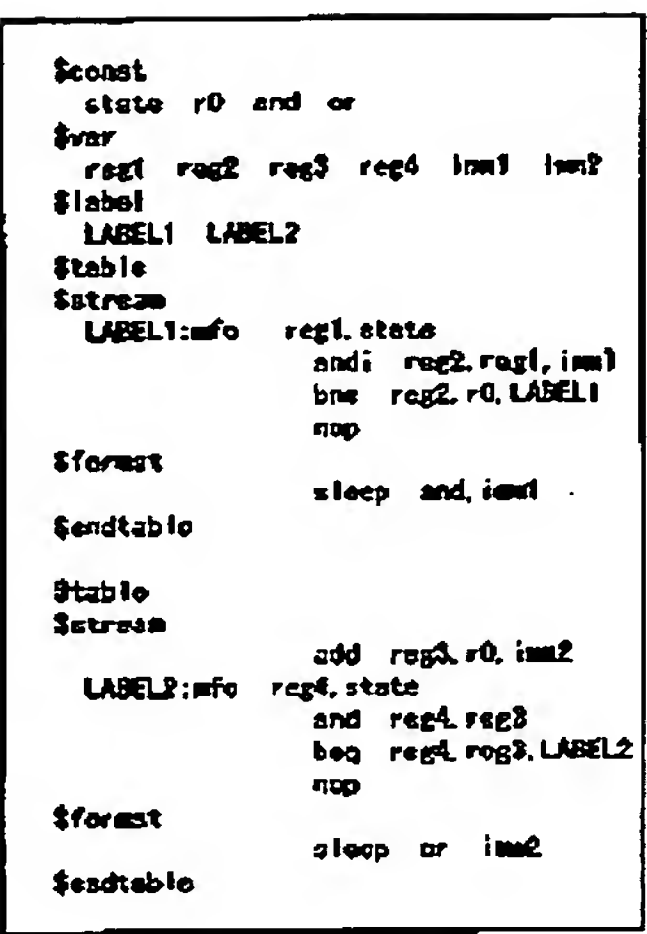 $const
state r0 and or
$var
reg1 reg2 reg3 reg4 imm1 imm2
$label
LABEL1 LABEL2
$table
$stream
LABEL1:mfo reg1,state
andi reg2,reg1,imm1
bne reg2,r0,LABEL1
nop
$format
sleep and,imm1
$endtable
$table
$stream
add reg3,r0,imm2
LABEL2:mfo reg4,state
and reg4,reg3
beq reg4,reg3,LABEL2
nop
$format
sleep or imm2
$endtable